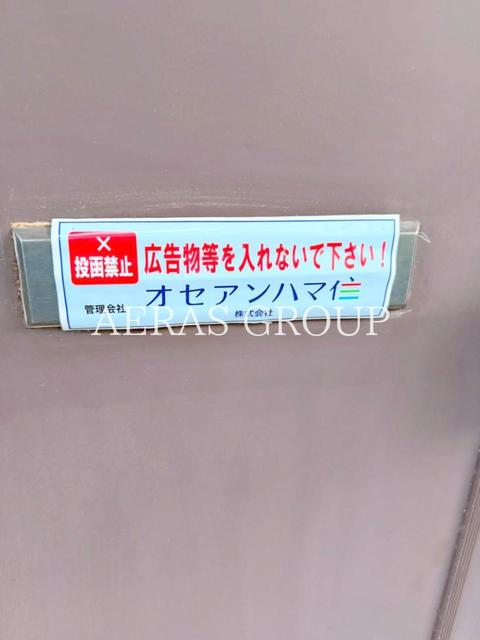 ×
投函禁止
広告物等を入れないで下さい!
管理会社
オセアンハマ信
株式会社
AERAS GROUP